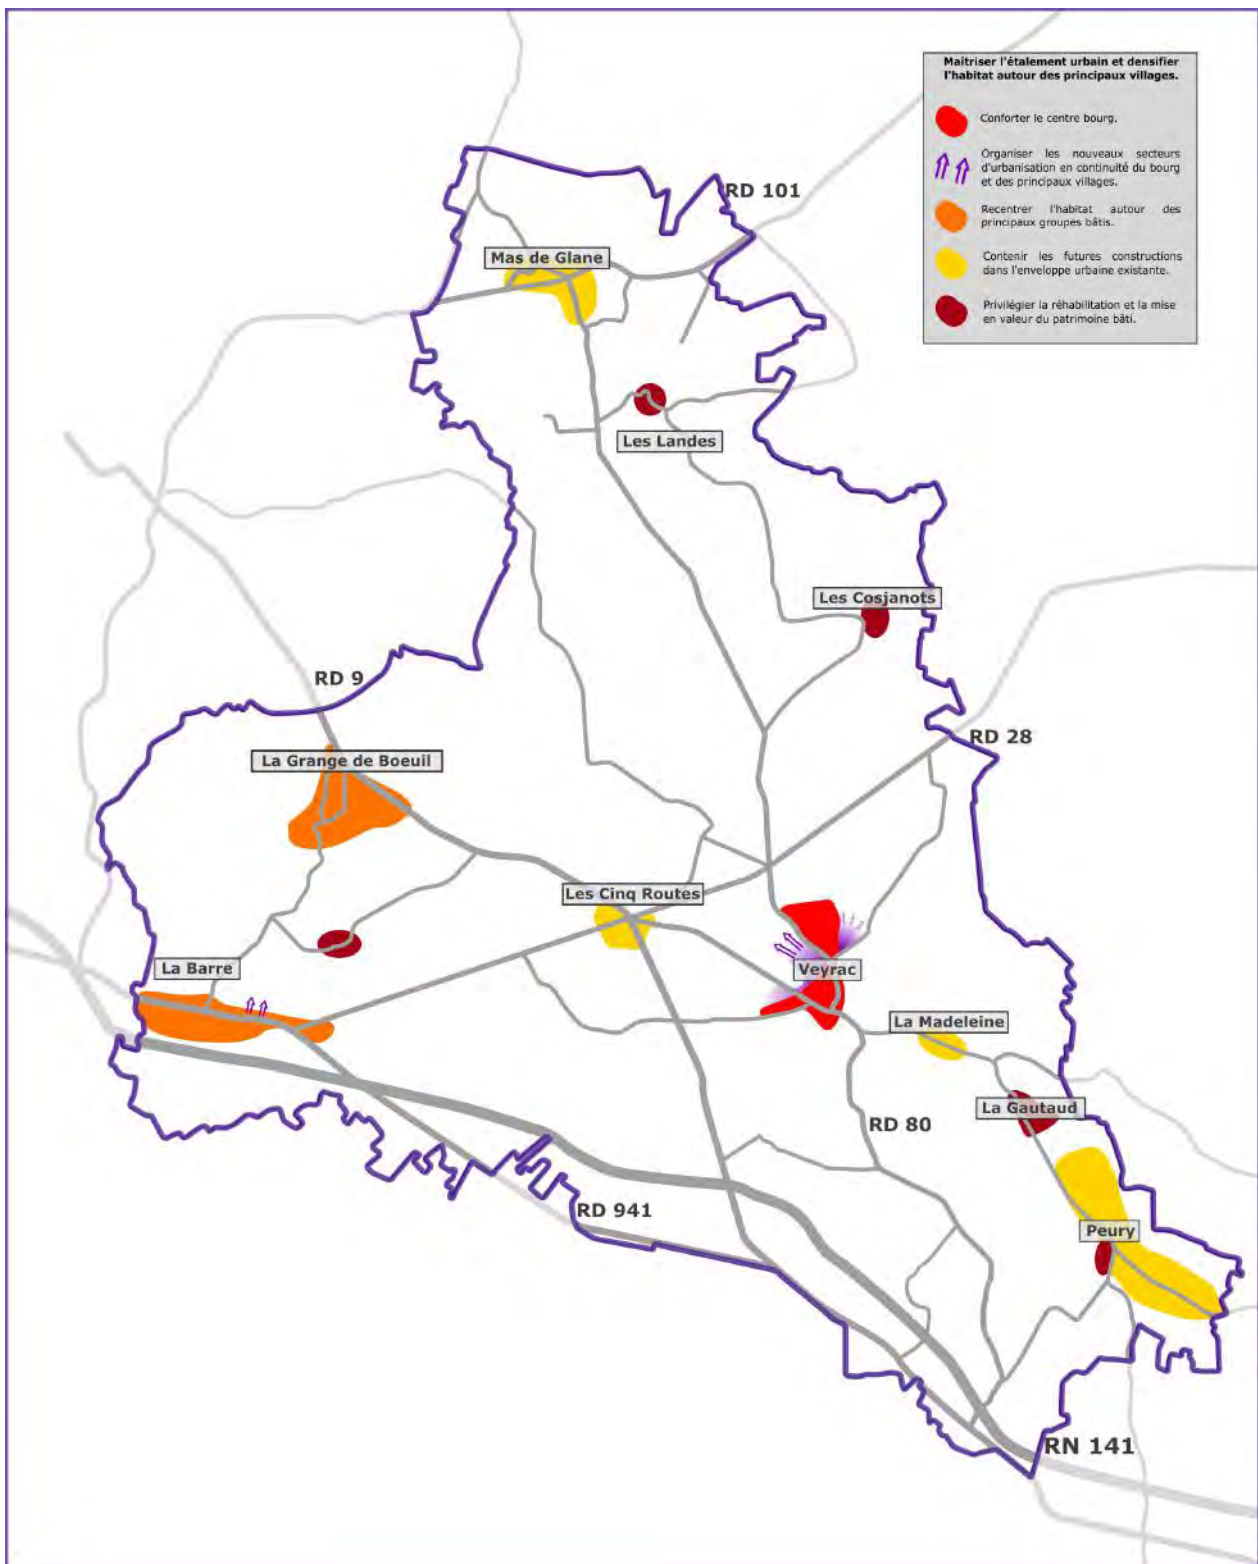 Maîtriser l'étalement urbain et densifier
l'habitat autour des principaux villages.
Conforter le centre bourg.
Organiser les nouveaux secteurs
d'urbanisation en continuité du bourg
et des principaux villages.
Recentrer l'habitat autour des
principaux groupes bâtis.
Contenir les futures constructions
dans l'enveloppe urbaine existante.
Privilégier la réhabilitation et la mise
en valeur du patrimoine bâti.
RD 101
Mas de Glane
Les Landes
Les Cosjanots
RD 9
RD 28
La Grange de Boeuil
Les Cinq Routes
La Barre
Veyrac
La Madeleine
La Gautaud
RD 80
RD 941
Peury
RN 141